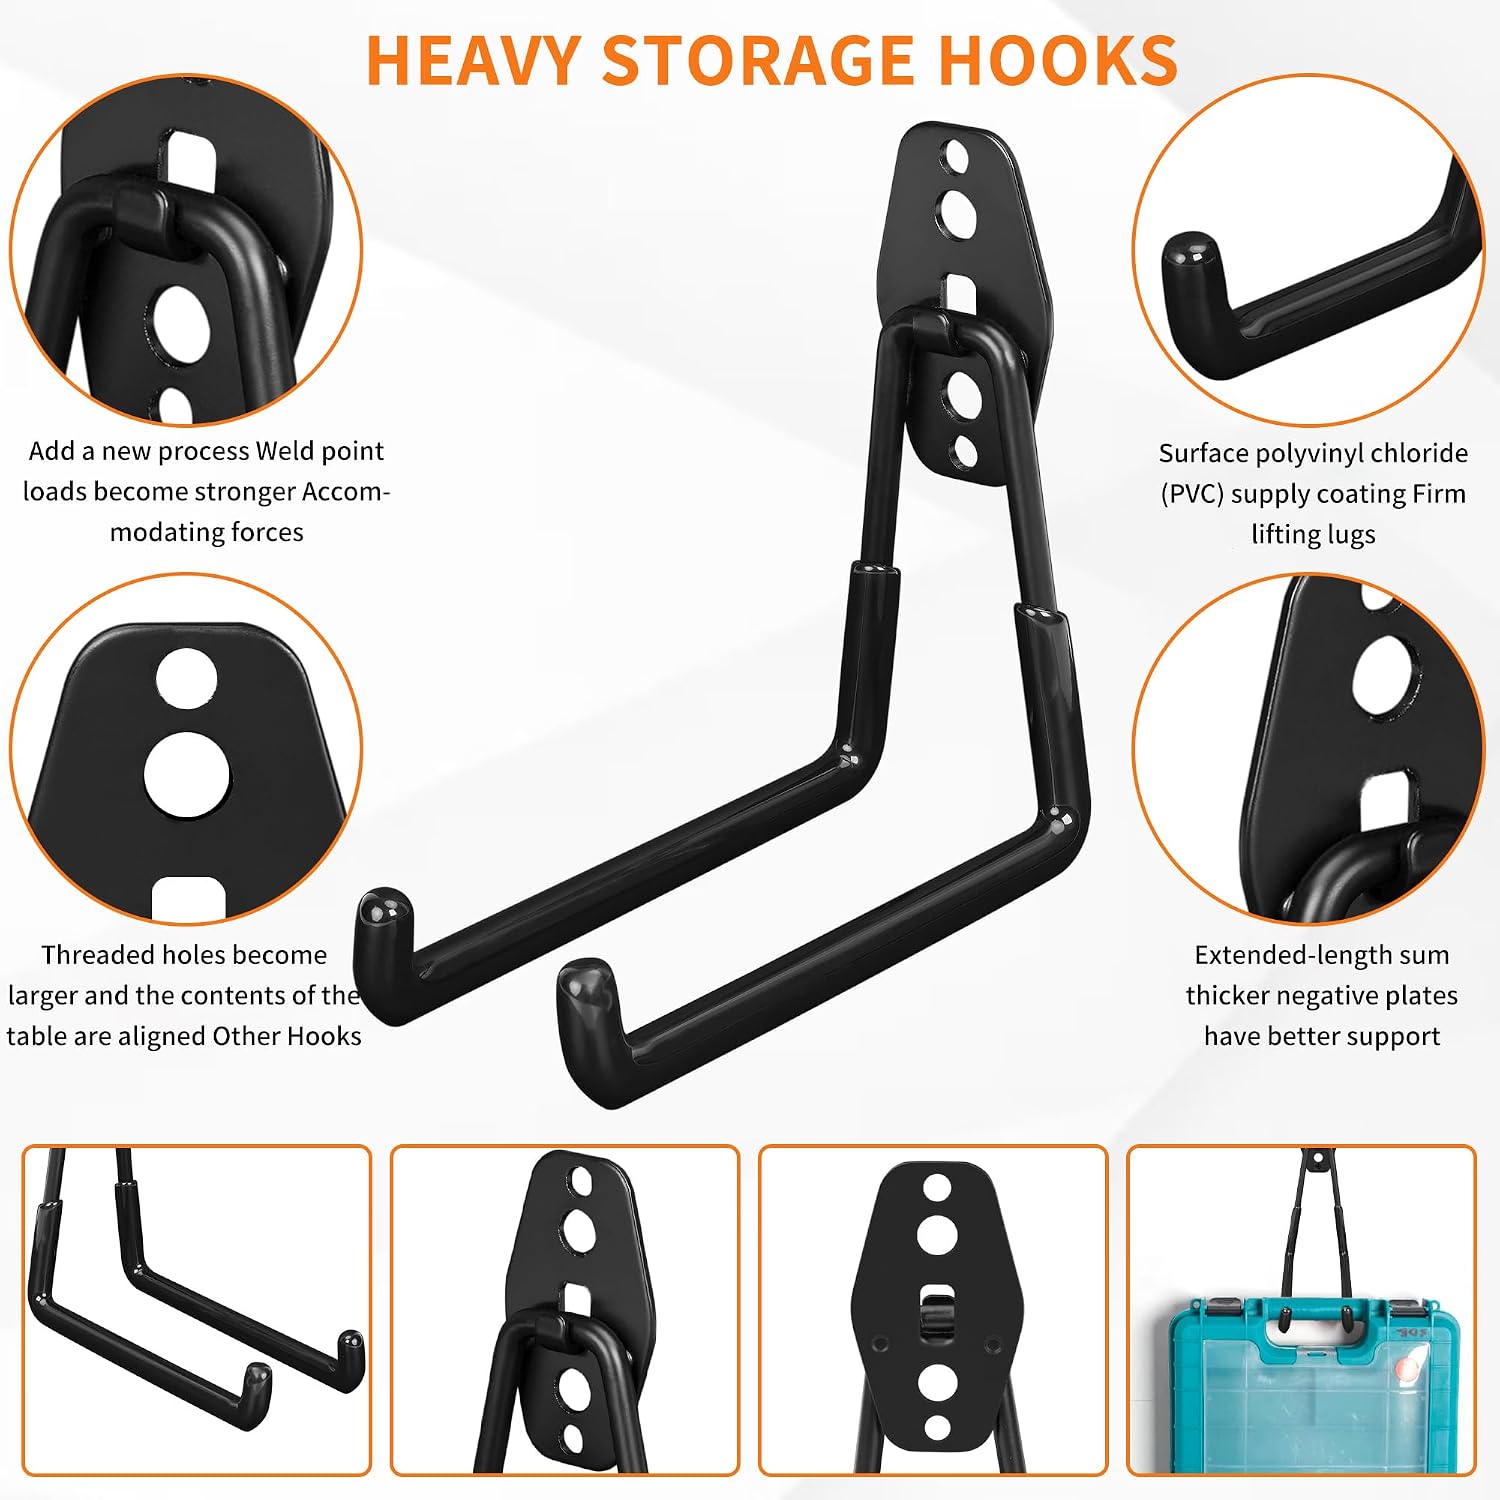 HEAVY STORAGE HOOKS
Add a new process Weld point
loads become stronger Accom-
modating forces
Surface polyvinyl chloride
(PVC) supply coating Firm
lifting lugs
Threaded holes become
larger and the contents of the
table are aligned Other Hooks
Extended-length sum
thicker negative plates
have better support